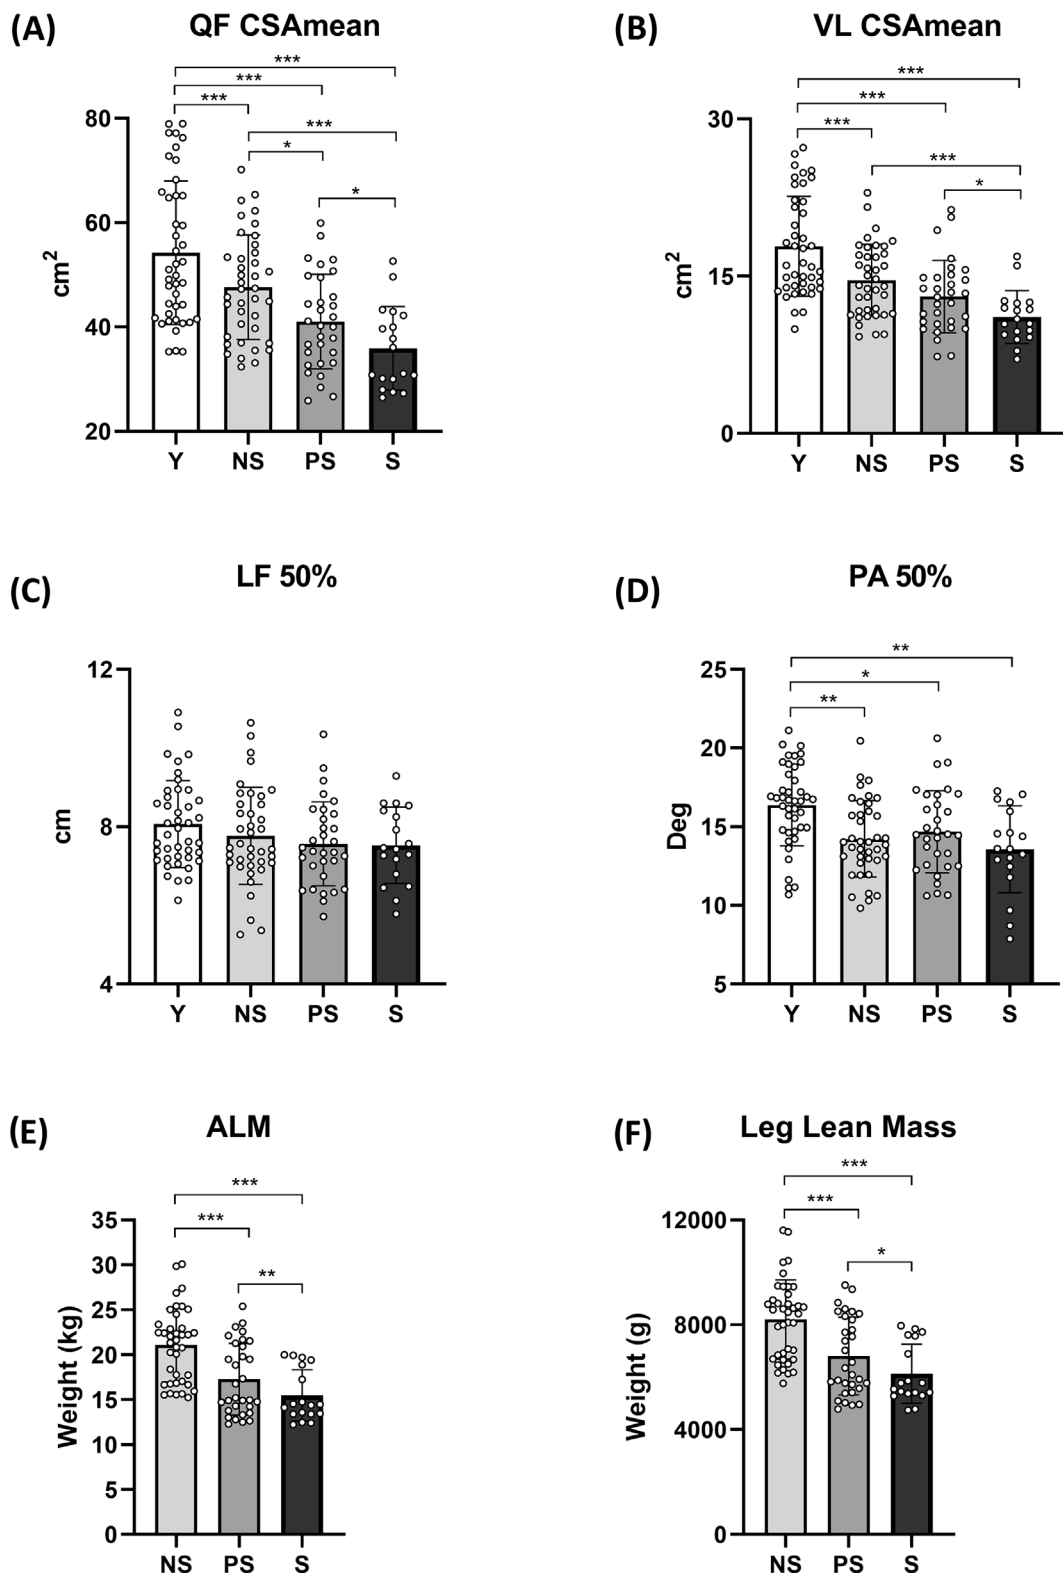 (A) QF CSAmean
***
***
***
***
*
*
80
60
40
20
cm2
Y NS PS S
(B) VL CSAmean
***
***
***
***
*
30
15
0
cm2
Y NS PS S
(C) LF 50%
12
8
4
cm
Y NS PS S
(D) PA 50%
**
*
**
25
20
15
10
5
Deg
Y NS PS S
(E) ALM
***
***
**
35
30
25
20
15
10
5
0
Weight (kg)
NS PS S
(F) Leg Lean Mass
***
***
*
12000
8000
4000
0
Weight (g)
NS PS S